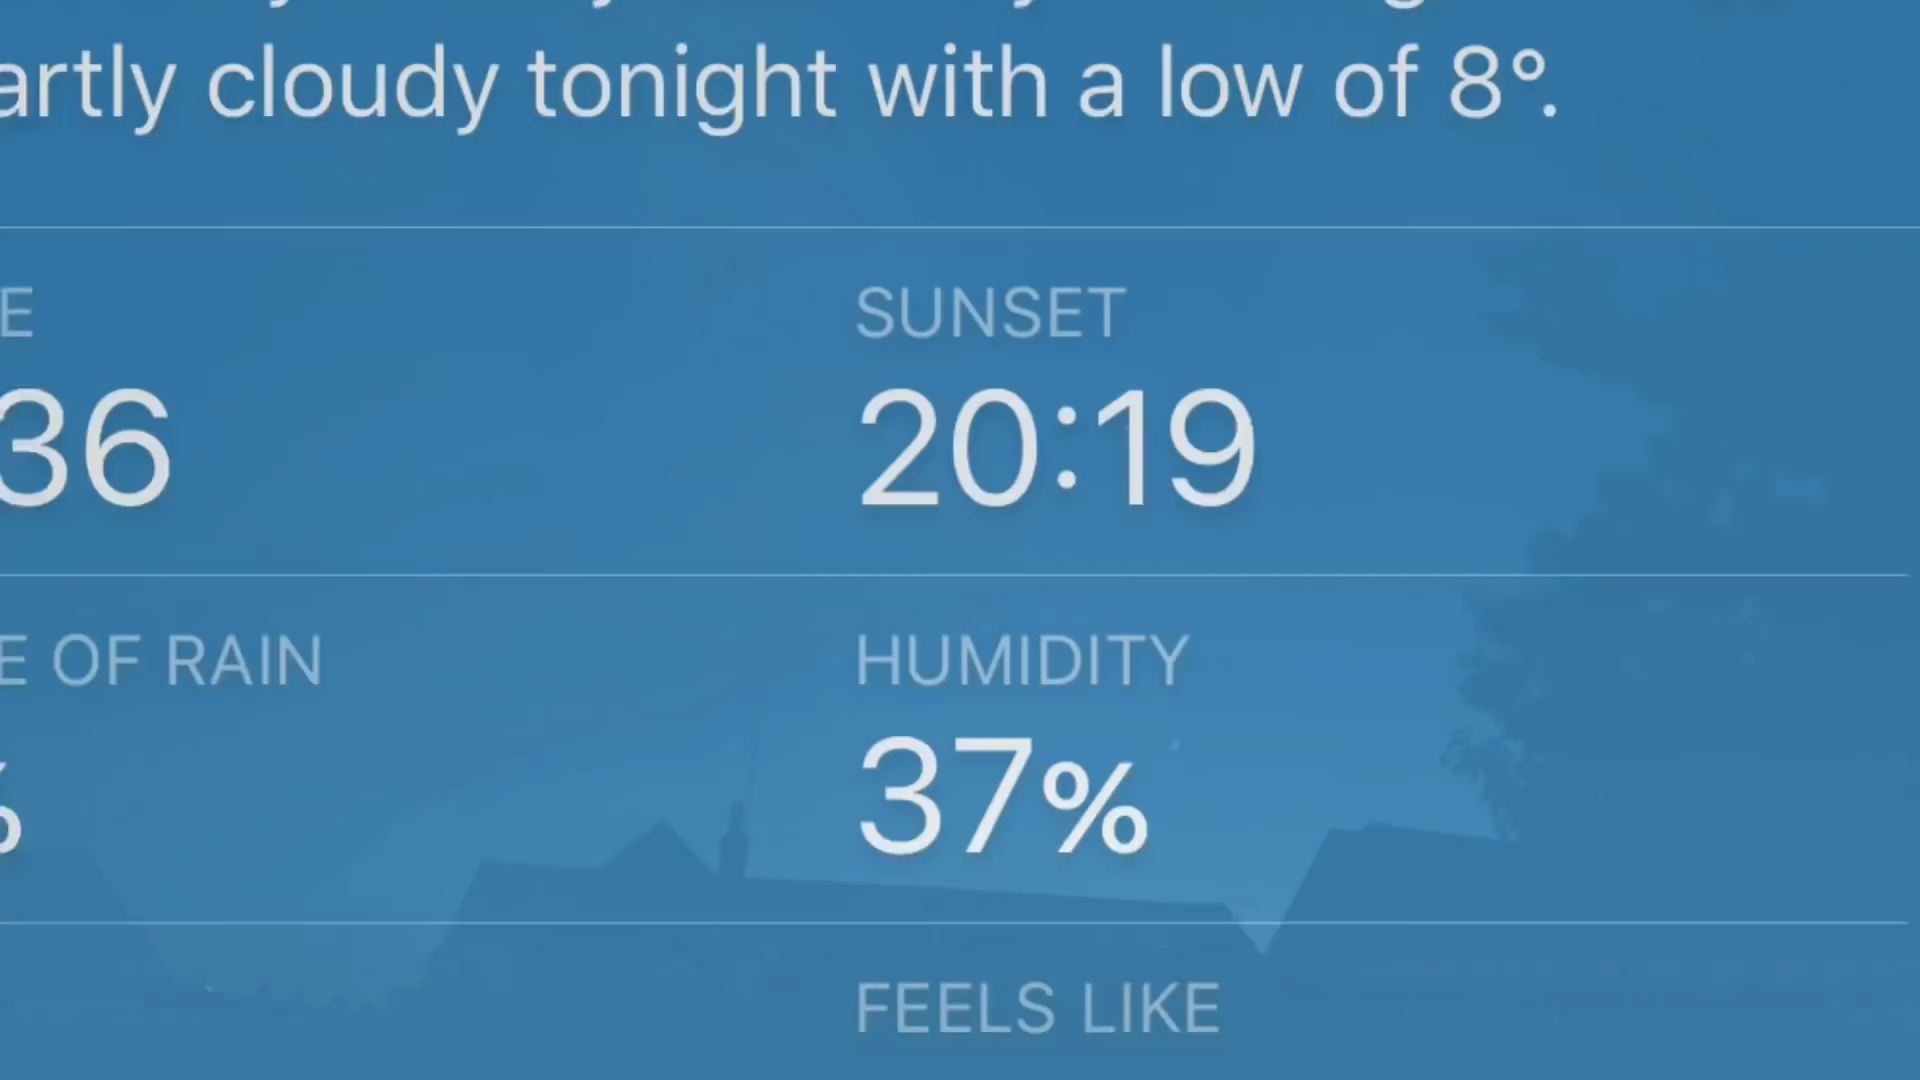 artly cloudy tonight with a low of 8°.
E SUNSET
36 20:19
E OF RAIN HUMIDITY
% 37%
FEELS LIKE